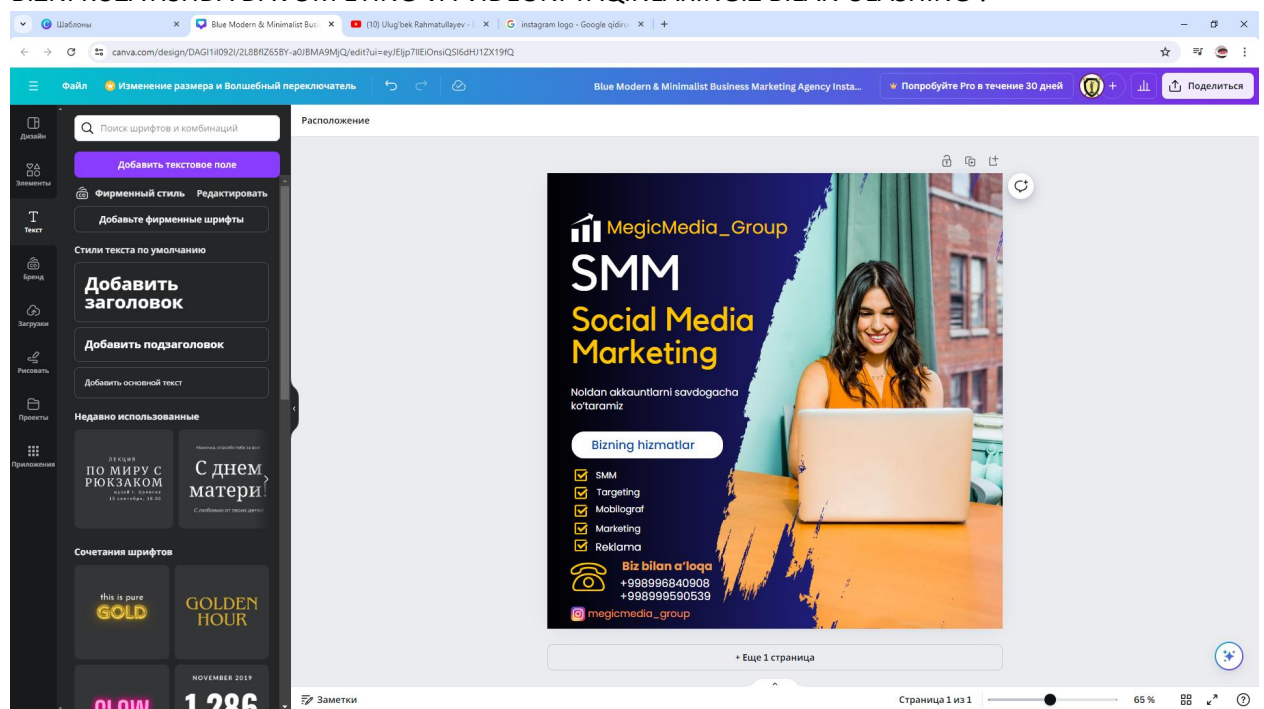 Шаблоны
Blue Modern & Minimalist Busi
(10) Ulug'bek Rahmatullayev -
instagram logo - Google qidiru
canva.com/design/DAGI1iI092I/2L8BfIZ65BY-a0JBMA9MjQ/edit?ui=eyJEIjp7IlEiOnsiQSI6dHJ1ZX19fQ
Файл
Изменение размера и Волшебный переключатель
Blue Modern & Minimalist Business Marketing Agency Insta...
Попробуйте Pro в течение 30 дней
Поделиться
Дизайн
Элементы
Текст
Бренд
Загрузки
Рисовать
Проекты
Приложения
Поиск шрифтов и комбинаций
Добавить текстовое поле
Фирменный стиль Редактировать
Добавьте фирменные шрифты
Стили текста по умолчанию
Добавить
заголовок
Добавить подзаголовок
Добавить основной текст
Недавно использованные
ЛЕКЦИЯ
ПО МИРУ С
РЮКЗАКОМ
С днем
матери!
Сочетания шрифтов
this is pure
GOLD
GOLDEN
HOUR
GLOW
NOVEMBER 2019
1,286
Расположение
MegicMedia_Group
SMM
Social Media
Marketing
Noldan akkauntlarni savdogacha
ko'taramiz
Bizning hizmatlar
SMM
Targeting
Mobilograf
Marketing
Reklama
Biz bilan a'loqa
+998996840908
+998999590539
megicmedia_group
+ Еще 1 страница
Заметки
Страница 1 из 1
65 %